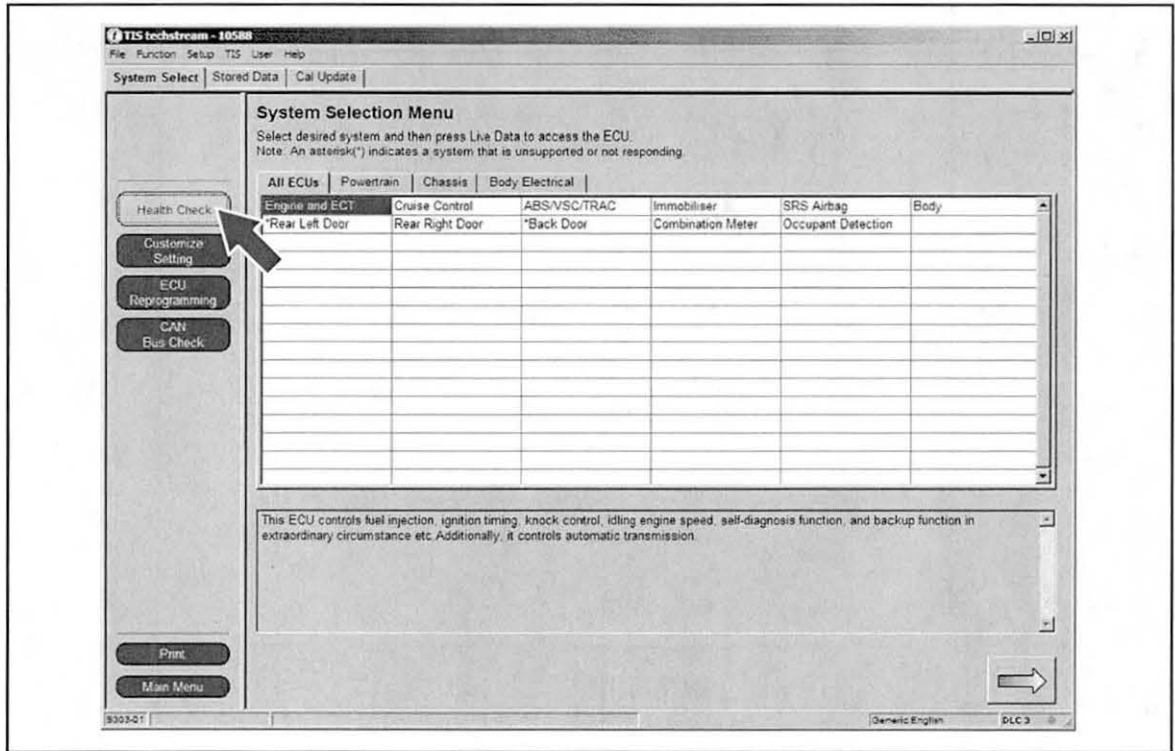 TIS techstream - 10588
File Function Setup TIS User Help
System Select Stored Data Cal Update
System Selection Menu
Select desired system and then press Live Data to access the ECU.
Note: An asterisk(*) indicates a system that is unsupported or not responding.
All ECUs Powertrain Chassis Body Electrical
Engine and ECT Cruise Control ABS/VSC/TRAC Immobiliser SRS Airbag Body
*Rear Left Door Rear Right Door *Back Door Combination Meter Occupant Detection
Health Check
Customize
Setting
ECU
Reprogramming
CAN
Bus Check
This ECU controls fuel injection, ignition timing, knock control, idling engine speed, self-diagnosis function, and backup function in
extraordinary circumstance etc.Additionally, it controls automatic transmission.
Print
Main Menu
S303-01 Generic English DLC 3